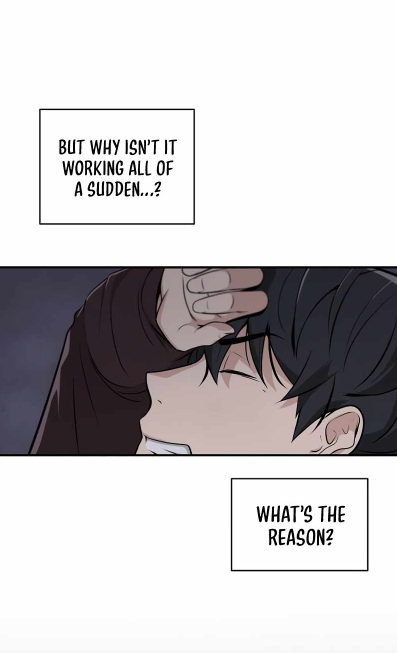 BUT WHY ISN'T IT
WORKING ALL OF
A SUDDEN...?
WHAT'S THE
REASON?